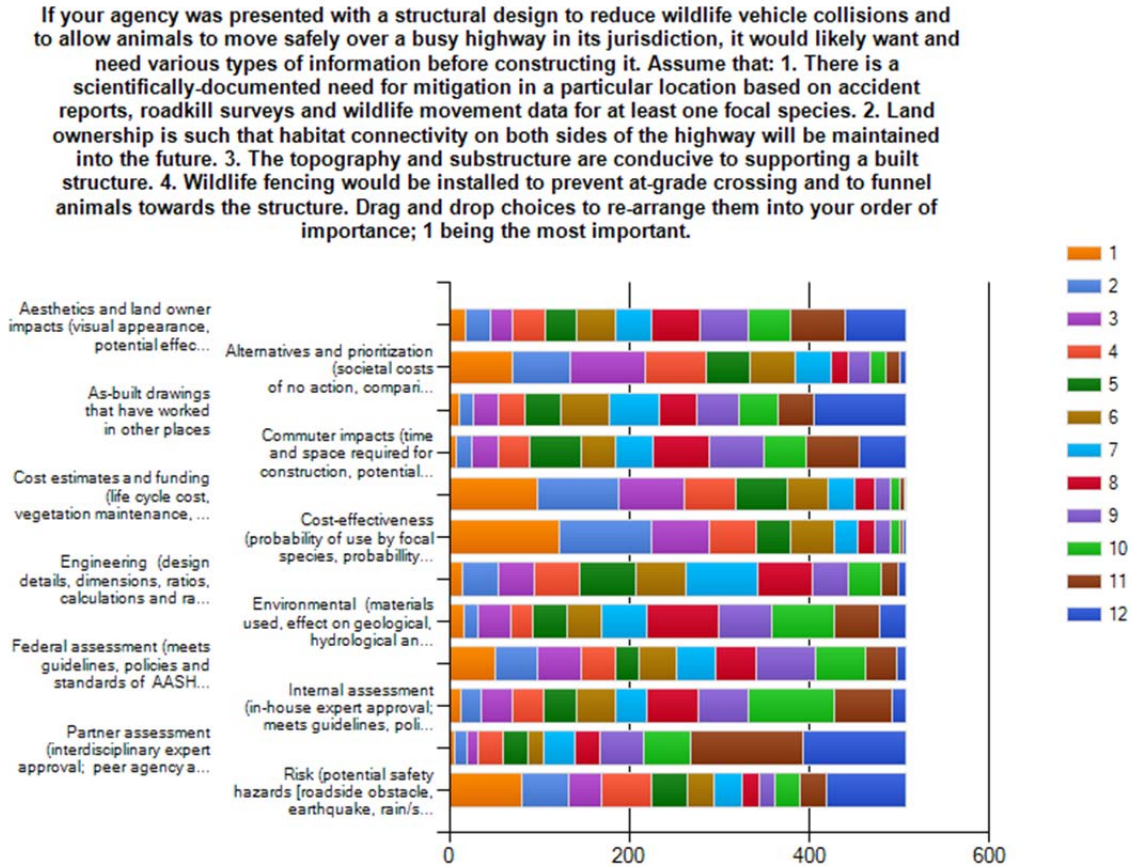 If your agency was presented with a structural design to reduce wildlife vehicle collisions and
to allow animals to move safely over a busy highway in its jurisdiction, it would likely want and
need various types of information before constructing it. Assume that: 1. There is a
scientifically-documented need for mitigation in a particular location based on accident
reports, roadkill surveys and wildlife movement data for at least one focal species. 2. Land
ownership is such that habitat connectivity on both sides of the highway will be maintained
into the future. 3. The topography and substructure are conducive to supporting a built
structure. 4. Wildlife fencing would be installed to prevent at-grade crossing and to funnel
animals towards the structure. Drag and drop choices to re-arrange them into your order of
importance; 1 being the most important.
Aesthetics and land owner
impacts (visual appearance,
potential effec...
Alternatives and prioritization
(societal costs
of no action, compari...
As-built drawings
that have worked
in other places
Commuter impacts (time
and space required for
construction, potential...
Cost estimates and funding
(life cycle cost,
vegetation maintenance, ...
Cost-effectiveness
(probability of use by focal
species, probabillity...
Engineering (design
details, dimensions, ratios,
calculations and ra...
Environmental (materials
used, effect on geological,
hydrological an...
Federal assessment (meets
guidelines, policies and
standards of AASH...
Internal assessment
(in-house expert approval;
meets guidelines, poli...
Partner assessment
(interdisciplinary expert
approval; peer agency a...
Risk (potential safety
hazards [roadside obstacle,
earthquake, rain/s...
0 200 400 600
1
2
3
4
5
6
7
8
9
10
11
12